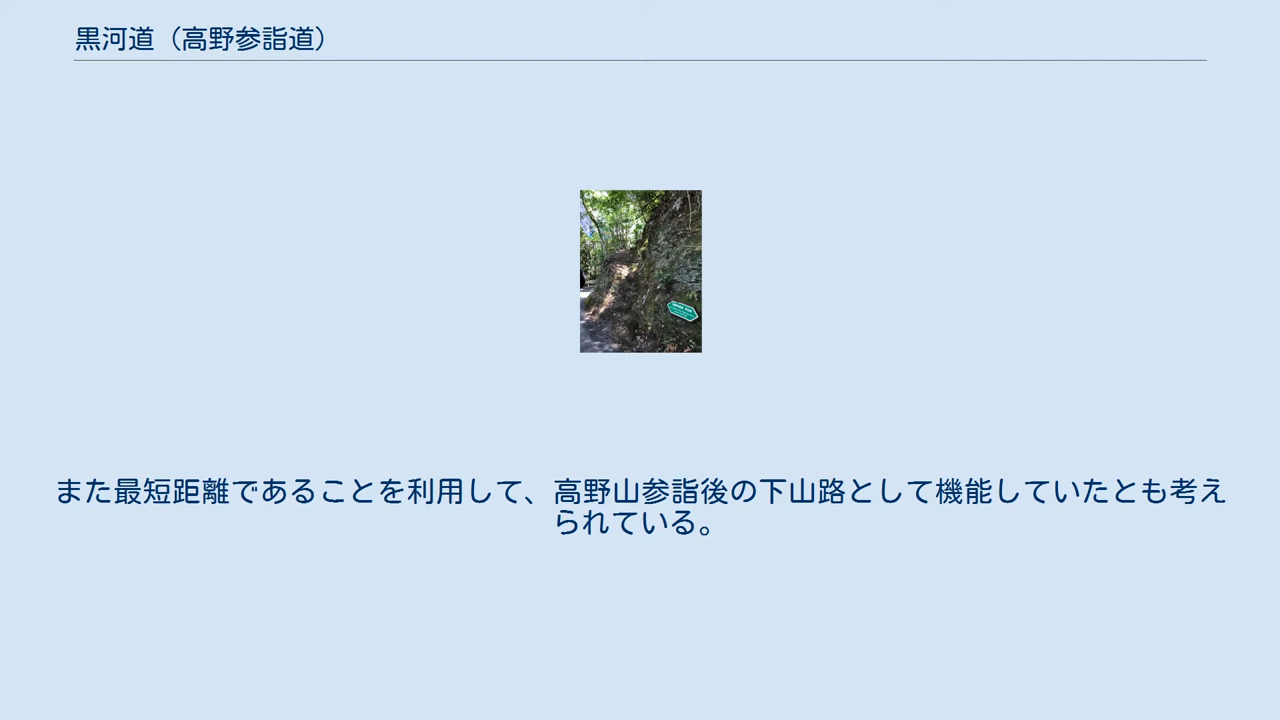 黒河道（高野参詣道）
また最短距離であることを利用して、高野山参詣後の下山路として機能していたとも考え
られている。